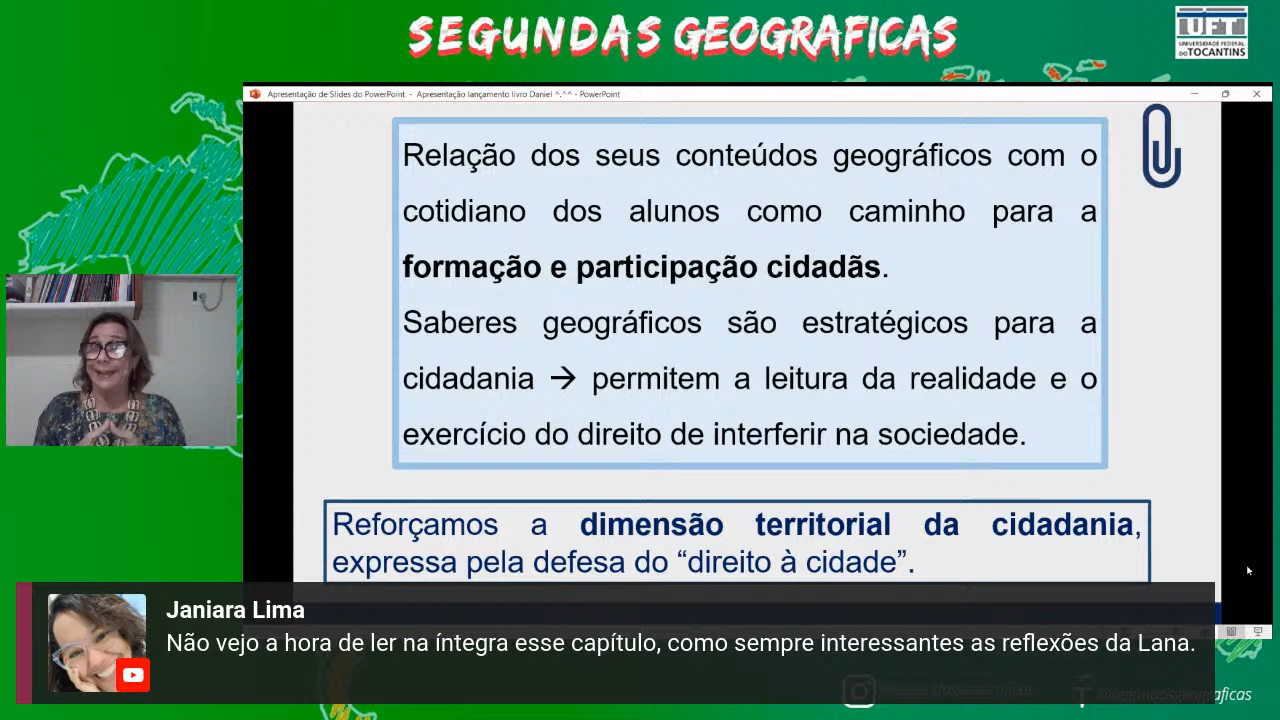 SEGUNDAS GEOGRAFICAS
UFT
UNIVERSIDADE FEDERAL
DO TOCANTINS
Apresentação de Slides do PowerPoint - Apresentação lançamento livro Daniel ^.^^ - PowerPoint
Relação dos seus conteúdos geográficos com o
cotidiano dos alunos como caminho para a
formação e participação cidadãs.
Saberes geográficos são estratégicos para a
cidadania → permitem a leitura da realidade e o
exercício do direito de interferir na sociedade.
Reforçamos a dimensão territorial da cidadania,
expressa pela defesa do “direito à cidade”.
Janiara Lima
Não vejo a hora de ler na íntegra esse capítulo, como sempre interessantes as reflexões da Lana.
@segundasgeograficas